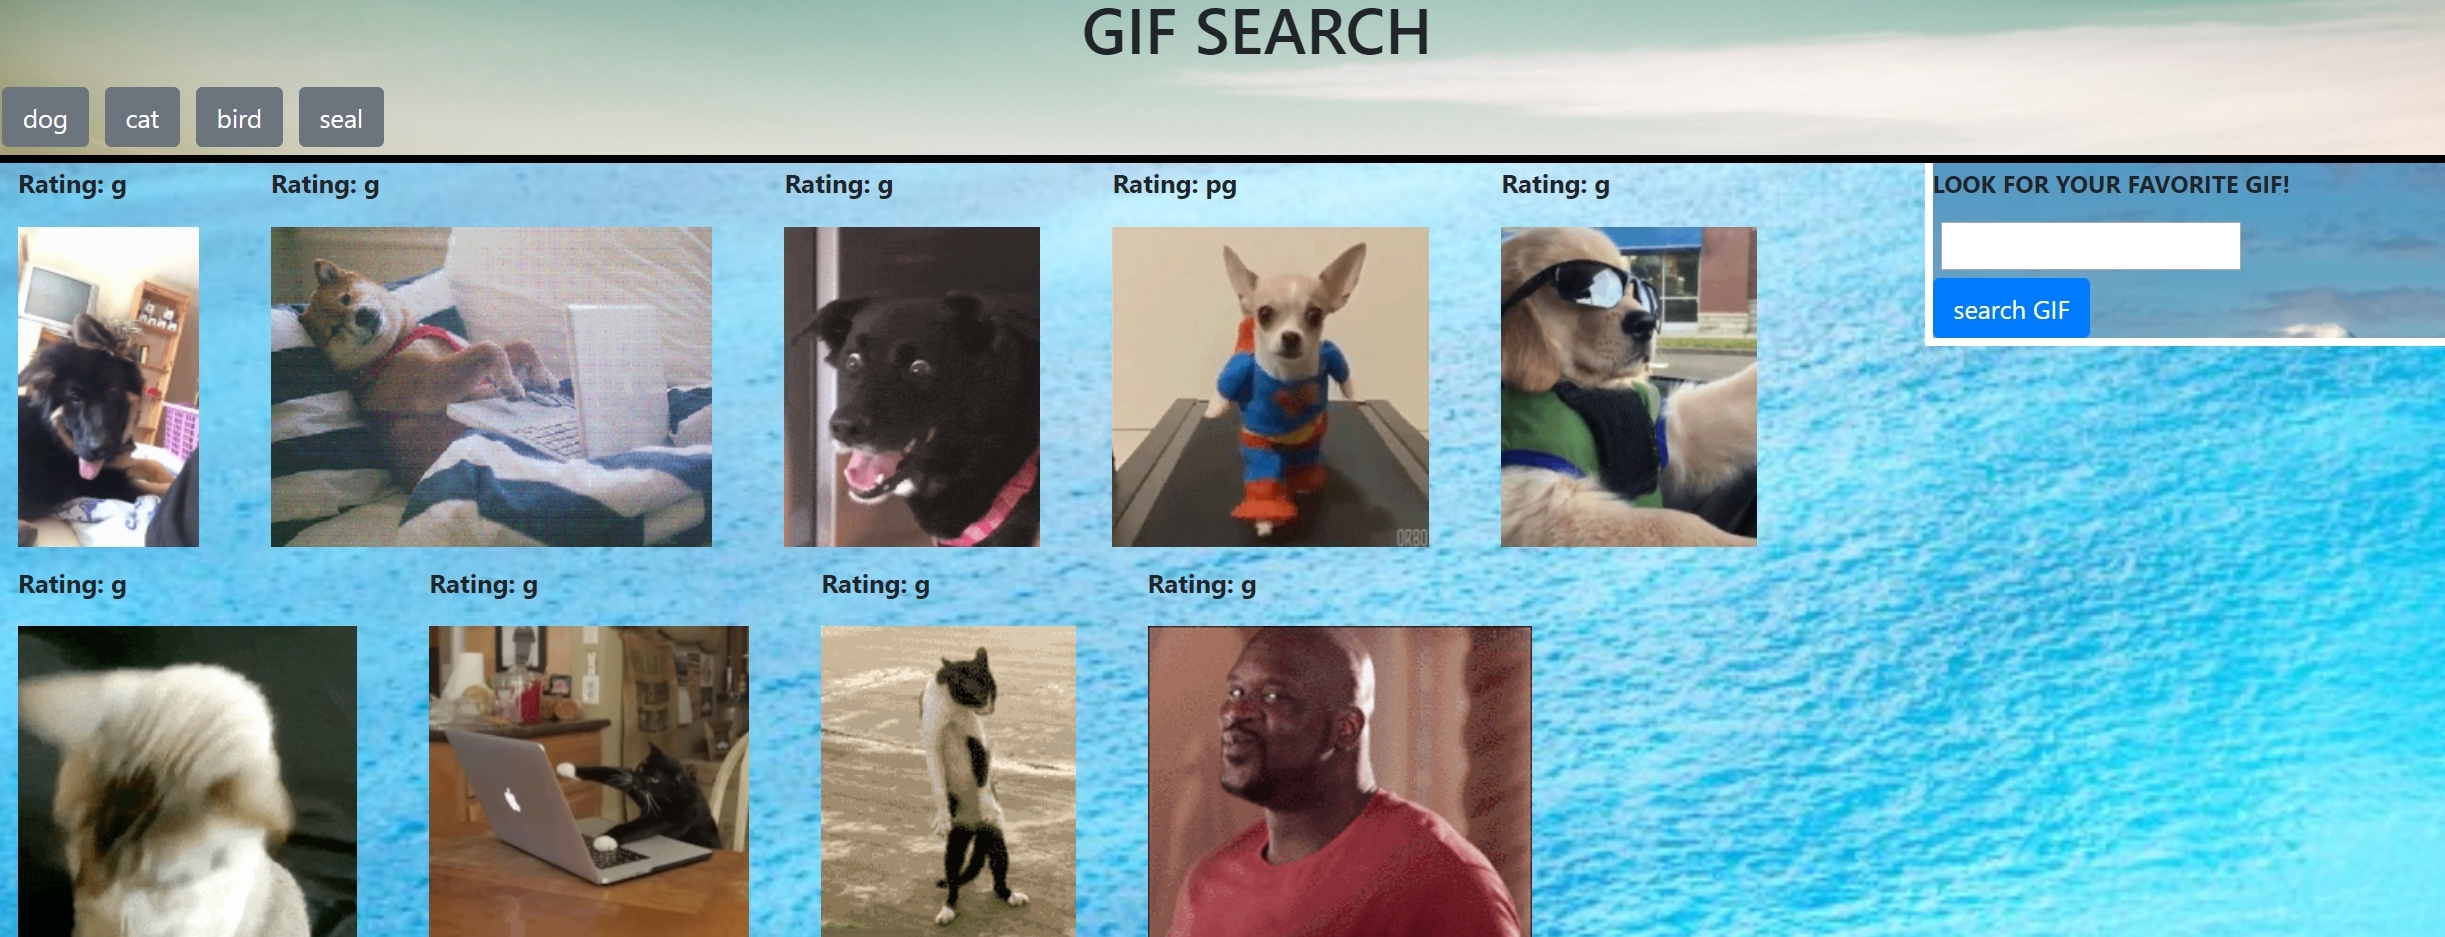 GIF SEARCH
dog cat bird seal
Rating: g Rating: g Rating: g Rating: pg Rating: g
LOOK FOR YOUR FAVORITE GIF!
search GIF
ORBO
Rating: g Rating: g Rating: g Rating: g